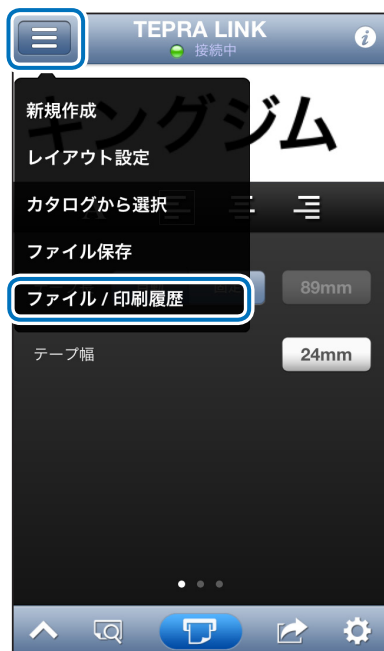 TEPRA LINK
接続中
キングジム
新規作成
レイアウト設定
カタログから選択
ファイル保存
ファイル / 印刷履歴
89mm
テープ幅
24mm